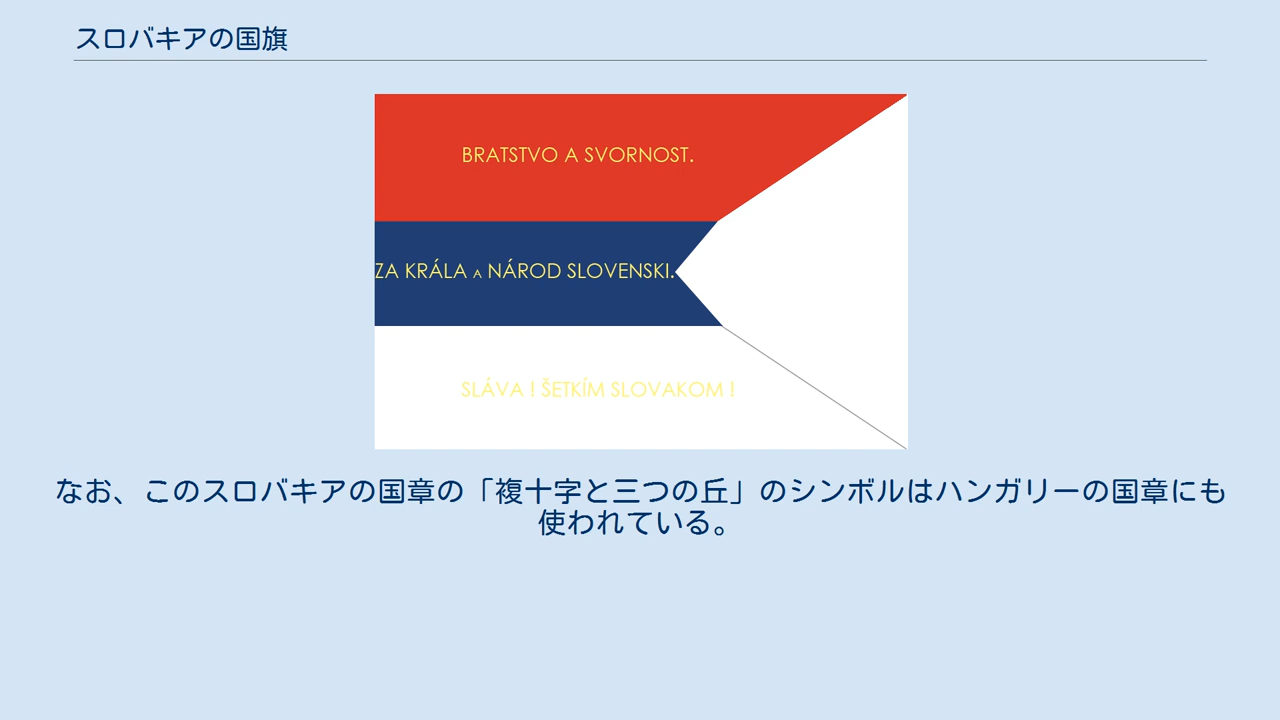 スロバキアの国旗
BRATSTVO A SVORNOST.
ZA KRÁLA A NÁROD SLOVENSKI.
SLÁVA ! ŠETKÍM SLOVAKOM !
なお、このスロバキアの国章の「複十字と三つの丘」のシンボルはハンガリーの国章にも
使われている。